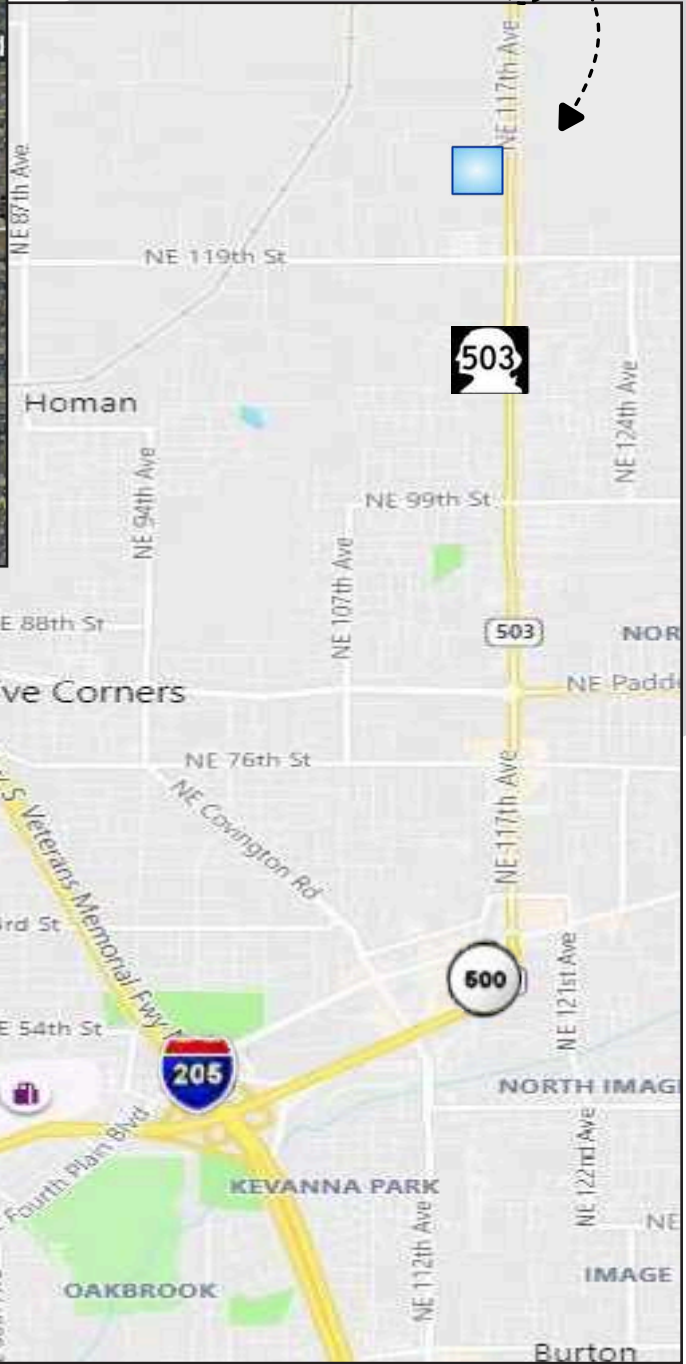 NE 117th Ave
NE 87th Ave
NE 119th St
503
Homan
NE 124th Ave
NE 94th Ave
NE 99th St
NE 107th Ave
E 88th St
503
NOR
ve Corners
NE Padd
NE 76th St
NE 117th Ave
NE Covington Rd
S Veterans Memorial Fwy
3rd St
500
NE 121st Ave
E 54th St
205
NORTH IMAG
Fourth Plain Blvd
NE 122nd Ave
KEVANNA PARK
NE 112th Ave
NE
IMAGE
OAKBROOK
Burton